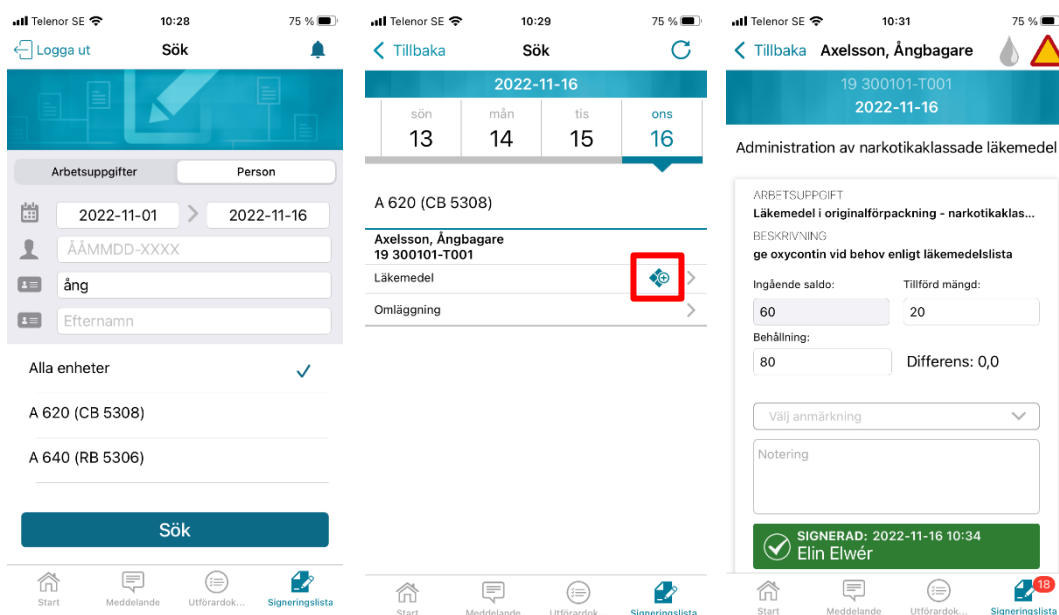 Telenor SE 10:28 75 %
Logga ut Sök
Arbetsuppgifter Person
2022-11-01 2022-11-16
ÅÅMMDD-XXXX
ång
Efternamn
Alla enheter
A 620 (CB 5308)
A 640 (RB 5306)
Sök
Start Meddelande Utförardok... Signeringslista
Telenor SE 10:29 75 %
Tillbaka Sök
2022-11-16
sön mån tis ons
13 14 15 16
A 620 (CB 5308)
Axelsson, Ångbagare
19 300101-T001
Läkemedel
Omläggning
Start Meddelande Utförardok Signeringslista
Telenor SE 10:31 75 %
Tillbaka Axelsson, Ångbagare
19 300101-T001
2022-11-16
Administration av narkotikaklassade läkemedel
ARBETSUPPGIFT
Läkemedel i originalförpackning - narkotikaklas...
BESKRIVNING
ge oxycontin vid behov enligt läkemedelslista
Ingående saldo: Tillförd mängd:
60 20
Behållning:
80 Differens: 0,0
Välj anmärkning
Notering
SIGNERAD: 2022-11-16 10:34
Elin Elwér
18
Start Meddelande Utförardok... Signeringslista